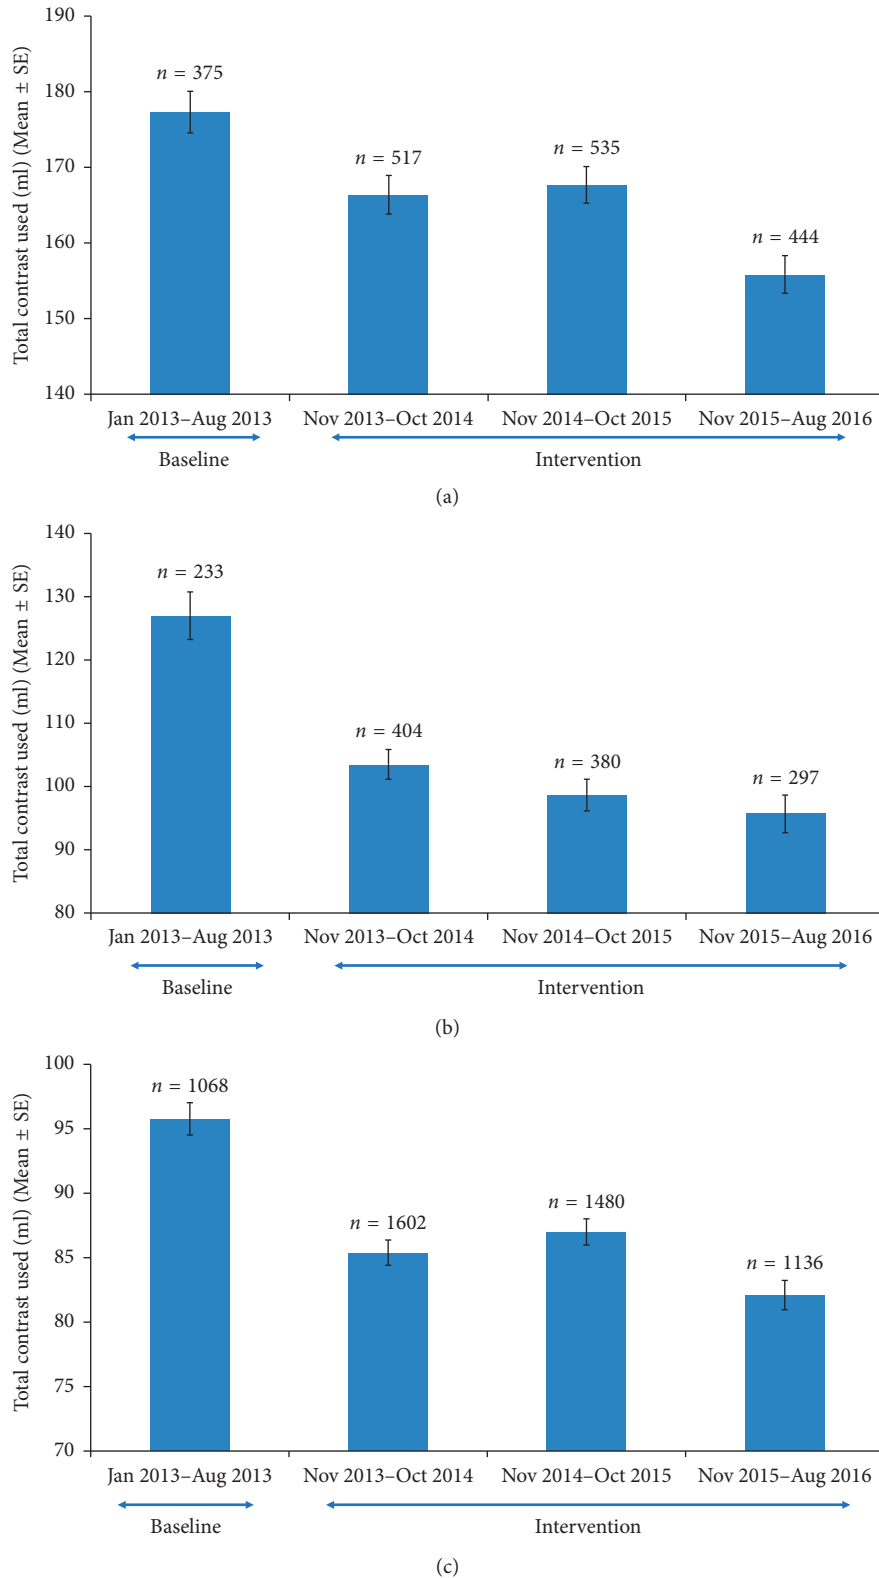 Total contrast used (ml) (Mean ± SE)
190
180
170
160
150
140
n = 375
n = 517
n = 535
n = 444
Jan 2013–Aug 2013 Nov 2013–Oct 2014 Nov 2014–Oct 2015 Nov 2015–Aug 2016
Baseline Intervention
(a)
Total contrast used (ml) (Mean ± SE)
140
130
120
110
100
90
80
n = 233
n = 404
n = 380
n = 297
Jan 2013–Aug 2013 Nov 2013–Oct 2014 Nov 2014–Oct 2015 Nov 2015–Aug 2016
Baseline Intervention
(b)
Total contrast used (ml) (Mean ± SE)
100
95
90
85
80
75
70
n = 1068
n = 1602
n = 1480
n = 1136
Jan 2013–Aug 2013 Nov 2013–Oct 2014 Nov 2014–Oct 2015 Nov 2015–Aug 2016
Baseline Intervention
(c)